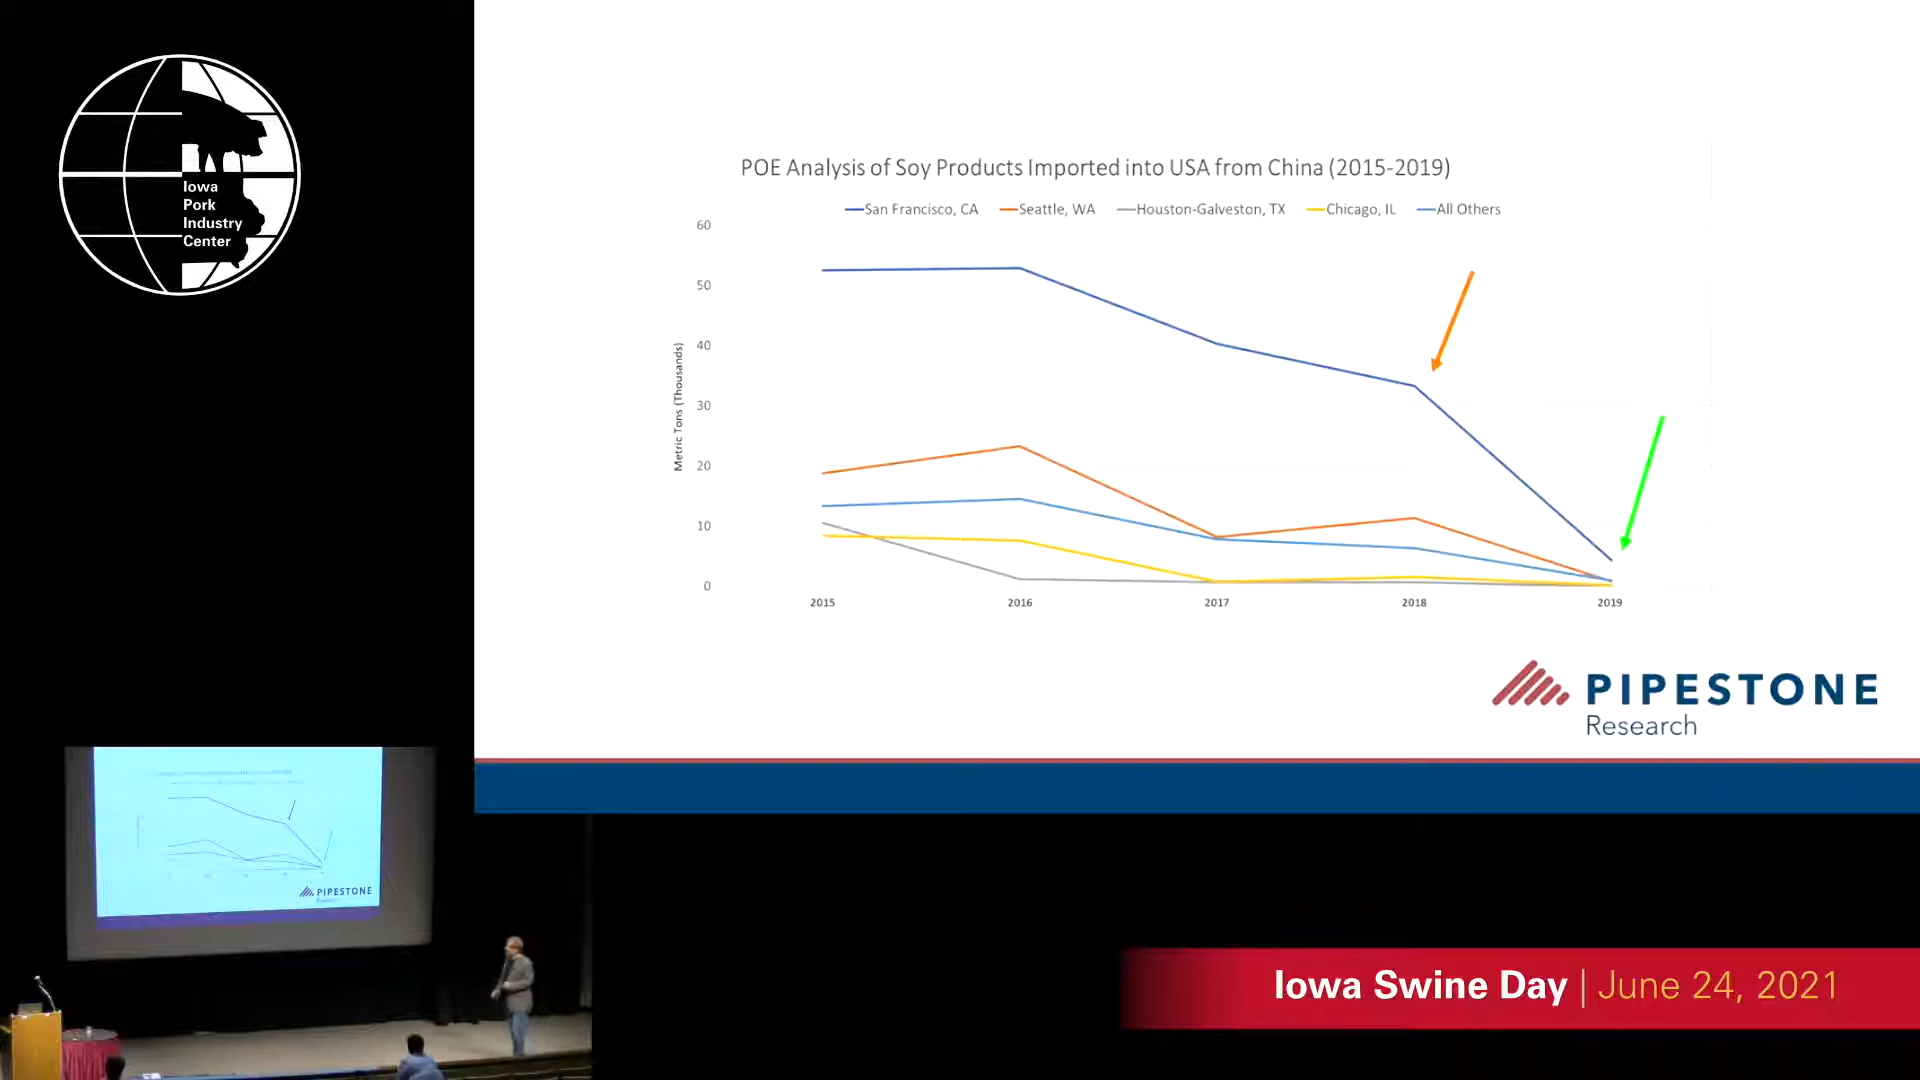 Iowa
Pork
Industry
Center
POE Analysis of Soy Products Imported into USA from China (2015-2019)
San Francisco, CA Seattle, WA Houston-Galveston, TX Chicago, IL All Others
60
50
40
30
20
10
0
Metric Tons (Thousands)
2015 2016 2017 2018 2019
PIPESTONE
Research
PIPESTONE
Iowa Swine Day | June 24, 2021